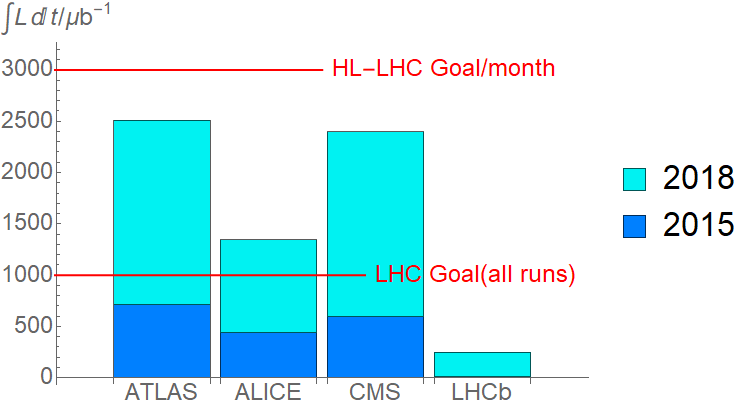 ∫L ⅆt/μb⁻¹
3000
HL−LHC Goal/month
2500
2000
2018
1500
2015
1000
LHC Goal(all runs)
500
0
ATLAS ALICE CMS LHCb